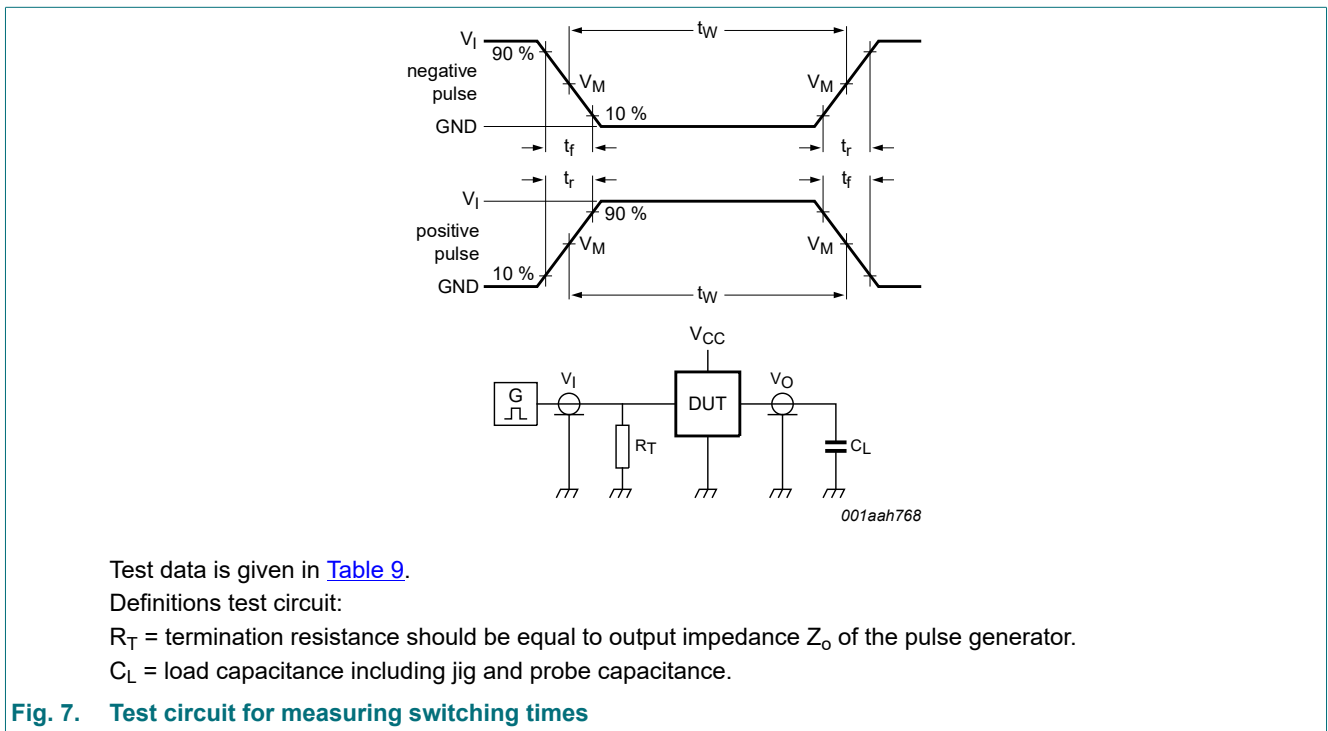 tW
VI
90 %
negative
pulse
VM
VM
10 %
GND
tf
tr
tr
tf
VI
90 %
positive
pulse
VM
VM
10 %
GND
tW
VCC
G
VI
DUT
VO
RT
CL
001aah768
Test data is given in Table 9.
Definitions test circuit:
RT = termination resistance should be equal to output impedance Zo of the pulse generator.
CL = load capacitance including jig and probe capacitance.
Fig. 7. Test circuit for measuring switching times